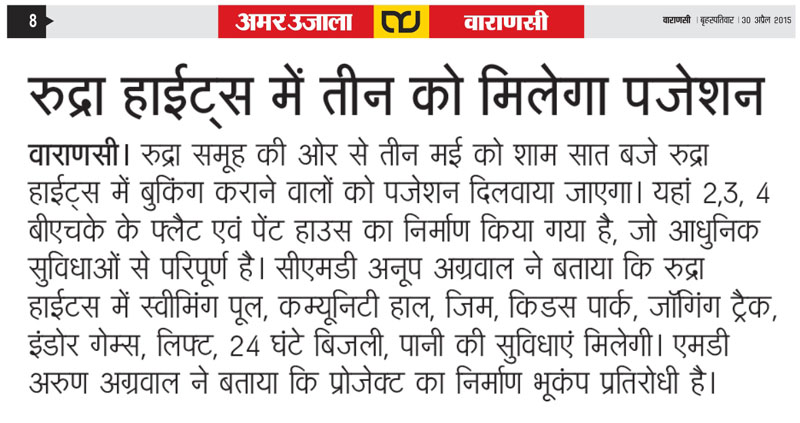 8 अमर उजाला वाराणसी वाराणसी । बृहस्पतिवार । 30 अप्रैल 2015
रुद्रा हाईट्स में तीन को मिलेगा पजेशन
वाराणसी। रुद्रा समूह की ओर से तीन मई को शाम सात बजे रुद्रा
हाईट्स में बुकिंग कराने वालों को पजेशन दिलवाया जाएगा। यहां 2,3, 4
बीएचके के फ्लैट एवं पेंट हाउस का निर्माण किया गया है, जो आधुनिक
सुविधाओं से परिपूर्ण है। सीएमडी अनूप अग्रवाल ने बताया कि रुद्रा
हाईटस में स्वीमिंग पूल, कम्यूनिटी हाल, जिम, किडस पार्क, जॉगिंग ट्रैक,
इंडोर गेम्स, लिफ्ट, 24 घंटे बिजली, पानी की सुविधाएं मिलेगी। एमडी
अरुण अग्रवाल ने बताया कि प्रोजेक्ट का निर्माण भूकंप प्रतिरोधी है।